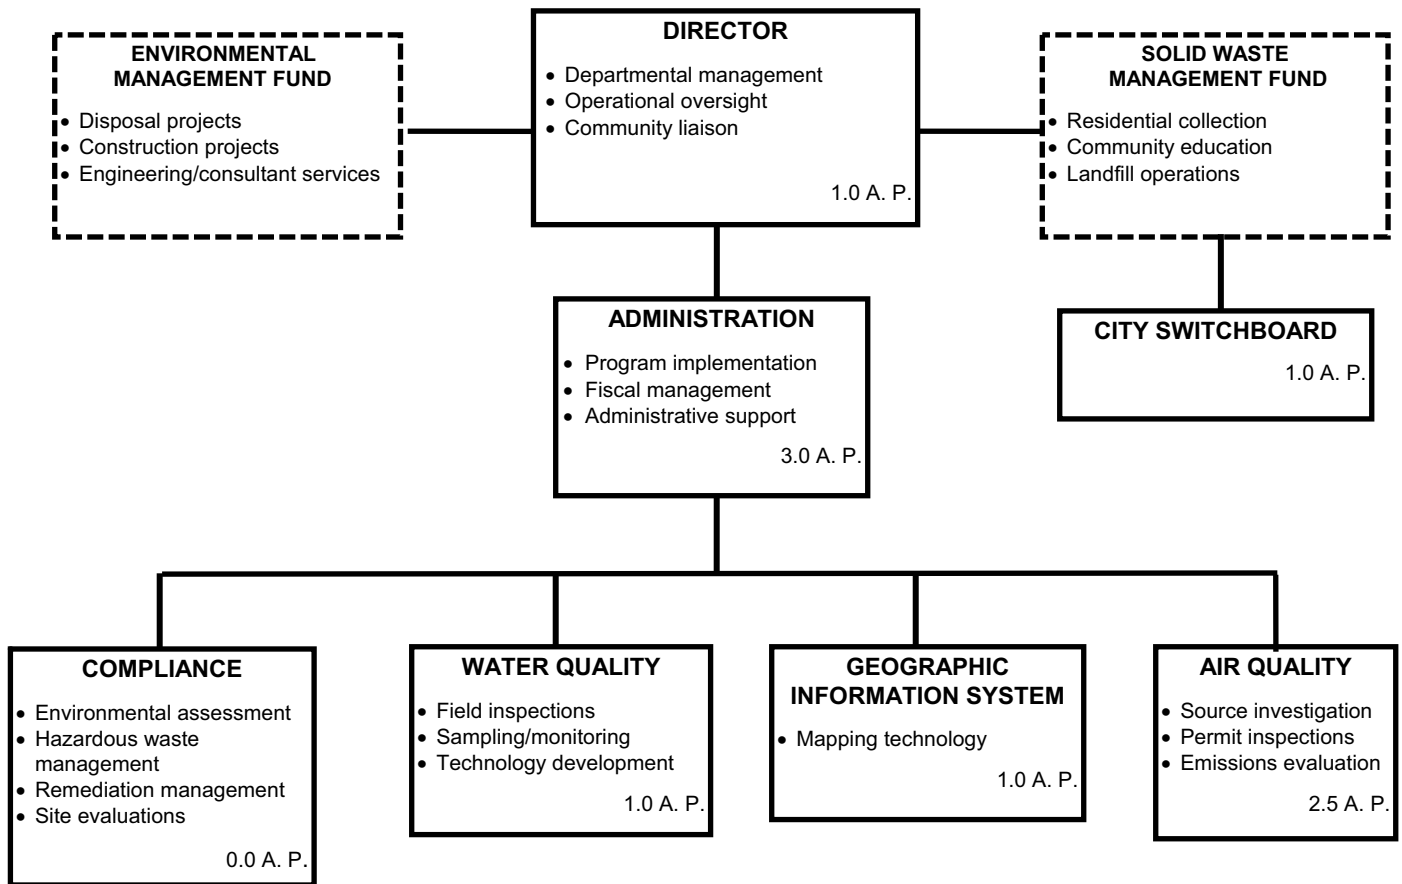 ENVIRONMENTAL
MANAGEMENT FUND
• Disposal projects
• Construction projects
• Engineering/consultant services
DIRECTOR
• Departmental management
• Operational oversight
• Community liaison
1.0 A. P.
SOLID WASTE
MANAGEMENT FUND
• Residential collection
• Community education
• Landfill operations
ADMINISTRATION
• Program implementation
• Fiscal management
• Administrative support
3.0 A. P.
CITY SWITCHBOARD
1.0 A. P.
COMPLIANCE
• Environmental assessment
• Hazardous waste
management
• Remediation management
• Site evaluations
0.0 A. P.
WATER QUALITY
• Field inspections
• Sampling/monitoring
• Technology development
1.0 A. P.
GEOGRAPHIC
INFORMATION SYSTEM
• Mapping technology
1.0 A. P.
AIR QUALITY
• Source investigation
• Permit inspections
• Emissions evaluation
2.5 A. P.